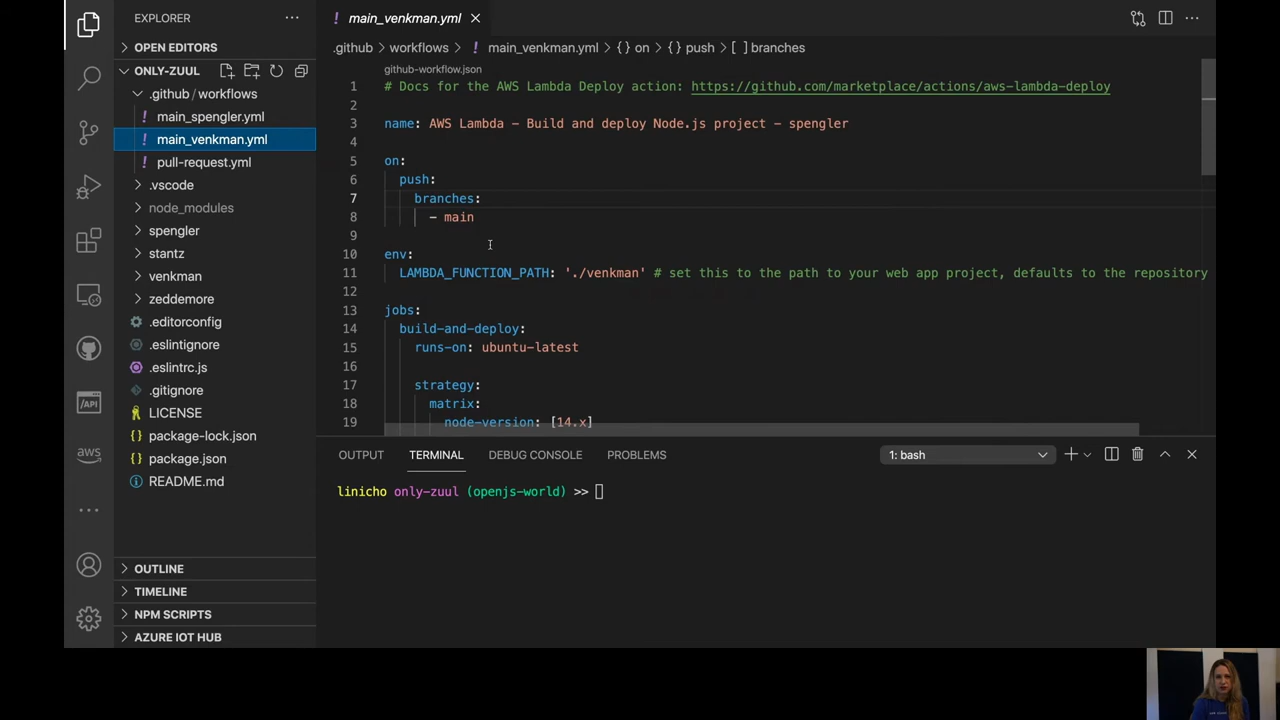 EXPLORER
OPEN EDITORS
ONLY-ZUUL
.github / workflows
! main_spengler.yml
! main_venkman.yml
! pull-request.yml
.vscode
node_modules
spengler
stantz
venkman
zeddemore
.editorconfig
.eslintignore
.eslintrc.js
.gitignore
LICENSE
{} package-lock.json
{} package.json
README.md
OUTLINE
TIMELINE
NPM SCRIPTS
AZURE IOT HUB
/API
aws
! main_venkman.yml
.github > workflows > ! main_venkman.yml > {} on > {} push > [ ] branches
github-workflow.json
1 # Docs for the AWS Lambda Deploy action: https://github.com/marketplace/actions/aws-lambda-deploy
2
3 name: AWS Lambda - Build and deploy Node.js project - spengler
4
5 on:
6 push:
7 branches:
8 - main
9
10 env:
11 LAMBDA_FUNCTION_PATH: './venkman' # set this to the path to your web app project, defaults to the repository
12
13 jobs:
14 build-and-deploy:
15 runs-on: ubuntu-latest
16
17 strategy:
18 matrix:
19 node-version: [14.x]
OUTPUT TERMINAL DEBUG CONSOLE PROBLEMS 1: bash
linicho only-zuul (openjs-world) >>